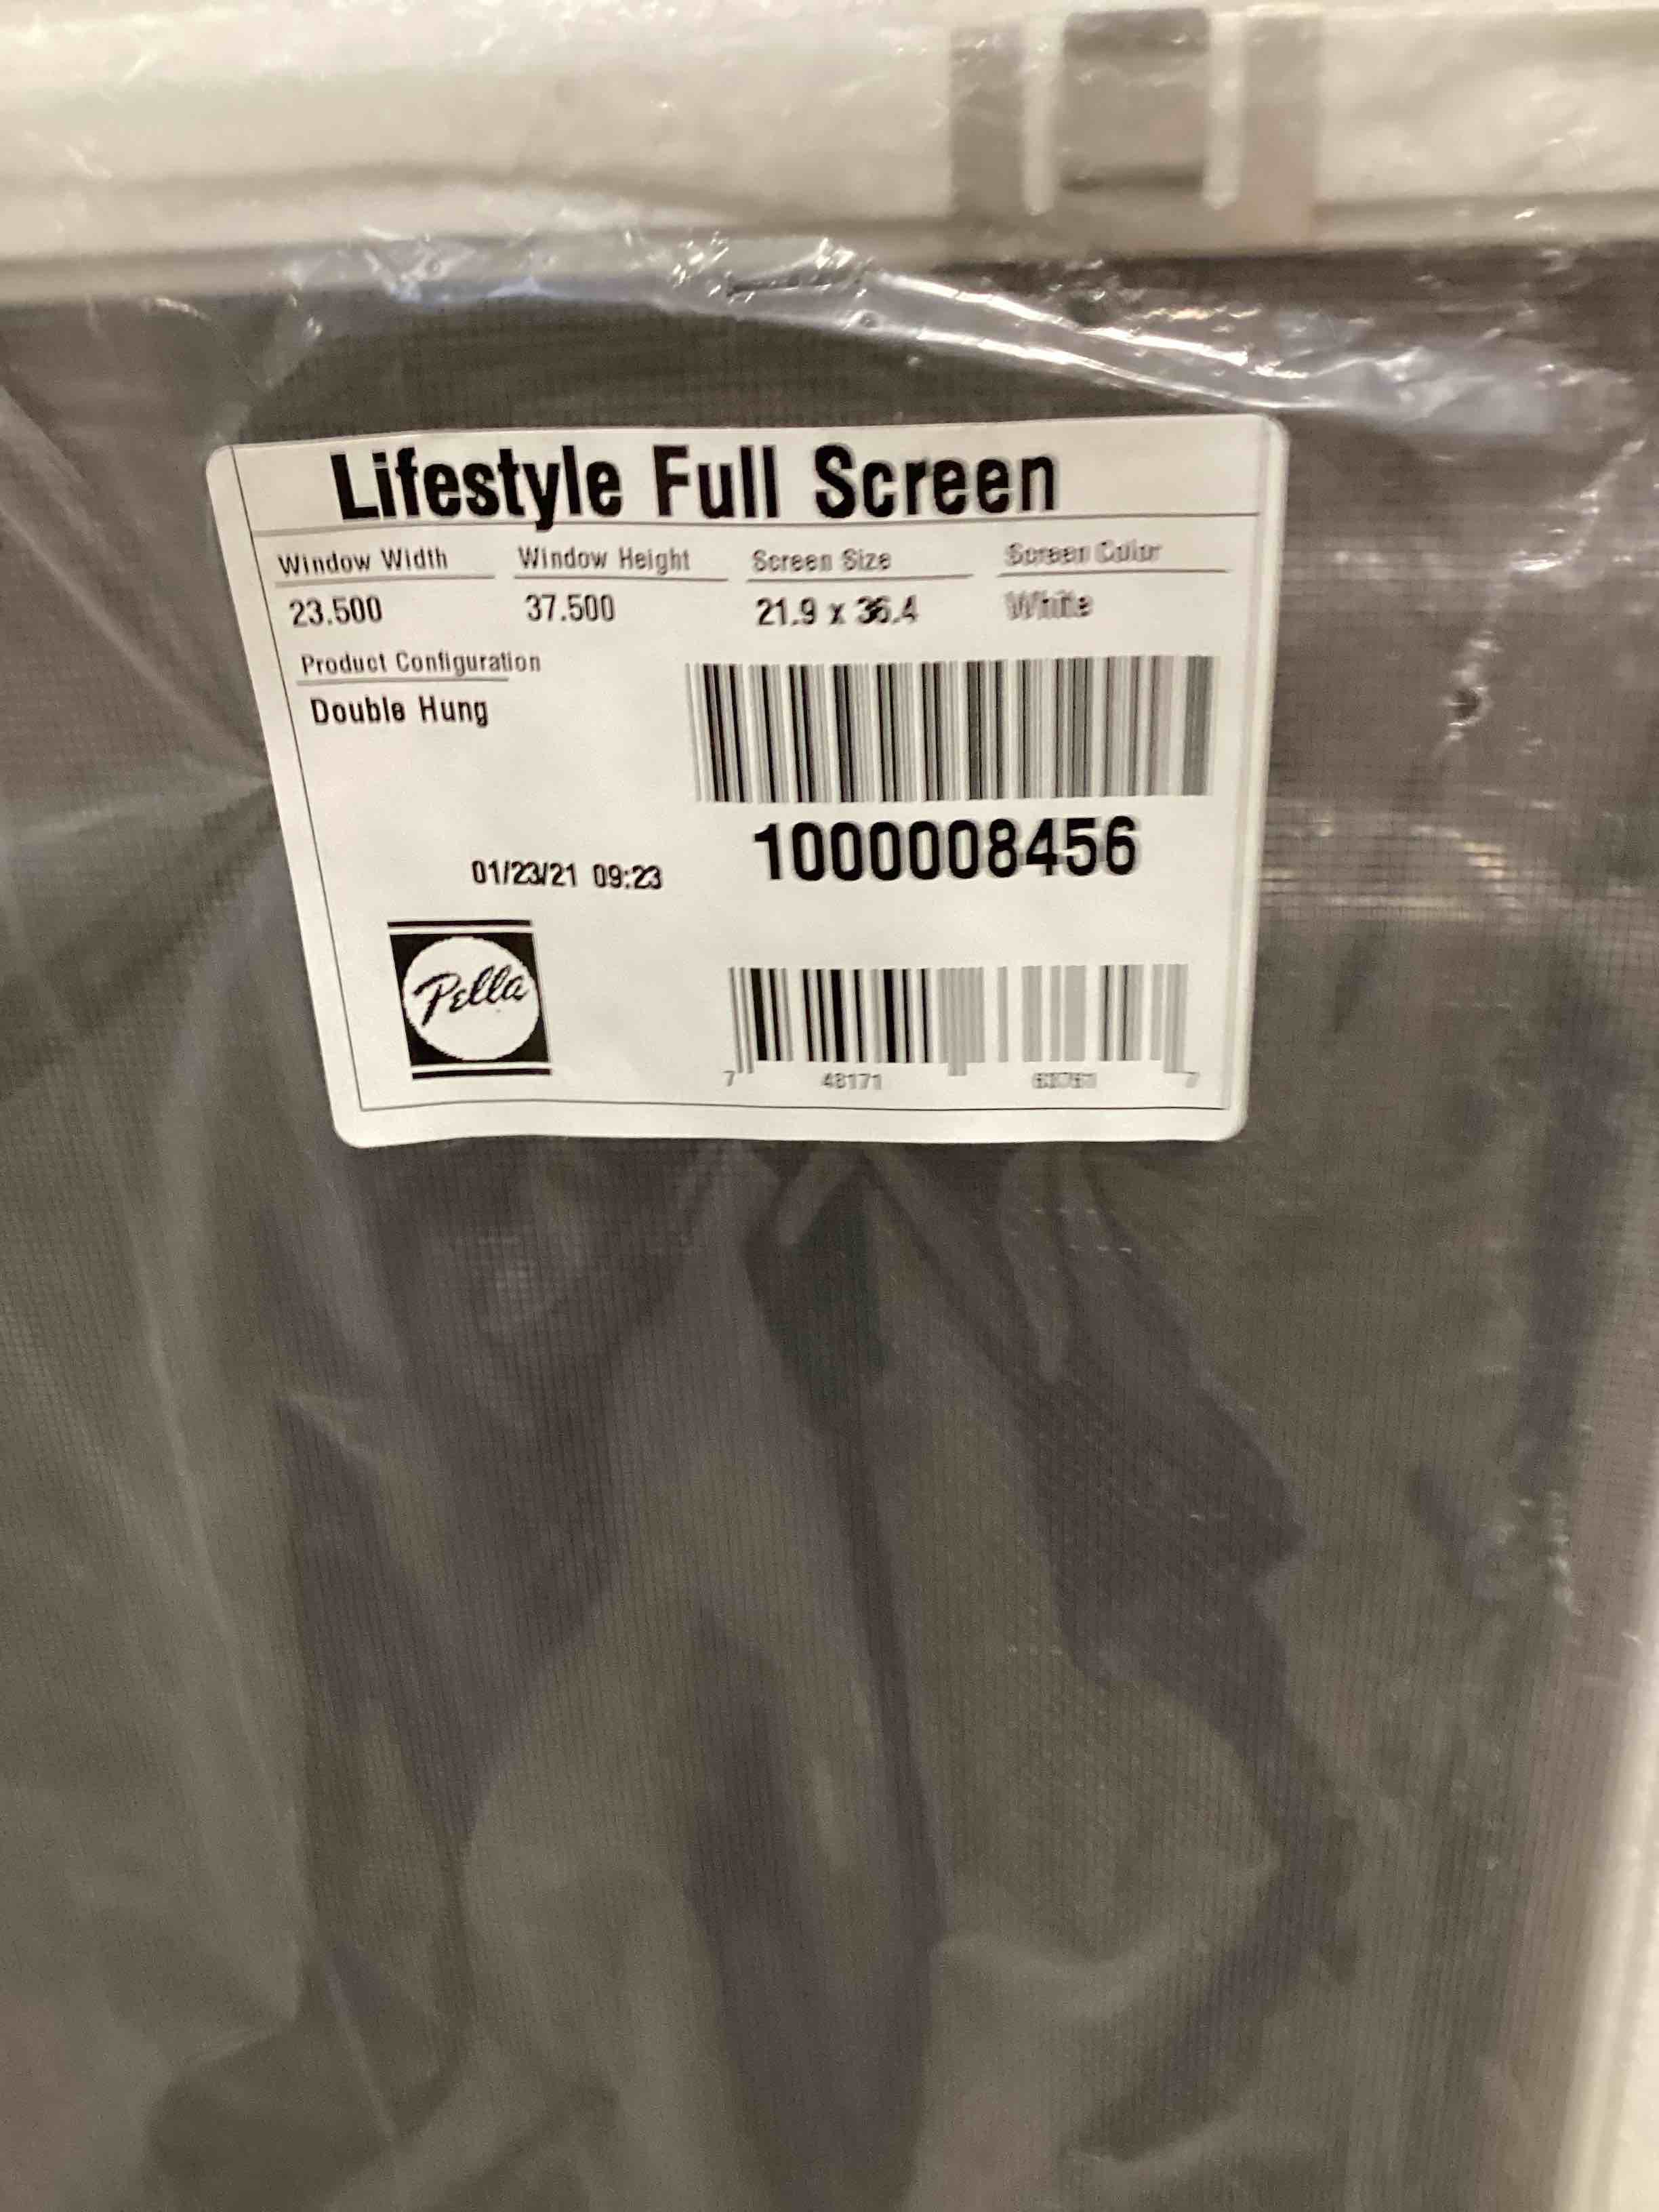 Lifestyle Full Screen
Window Width Window Height Screen Size Screen Color
23.500 37.500 21.9 x 36.4 White
Product Configuration
Double Hung
1000008456
01/23/21 09:23
Pella
7 48171 7